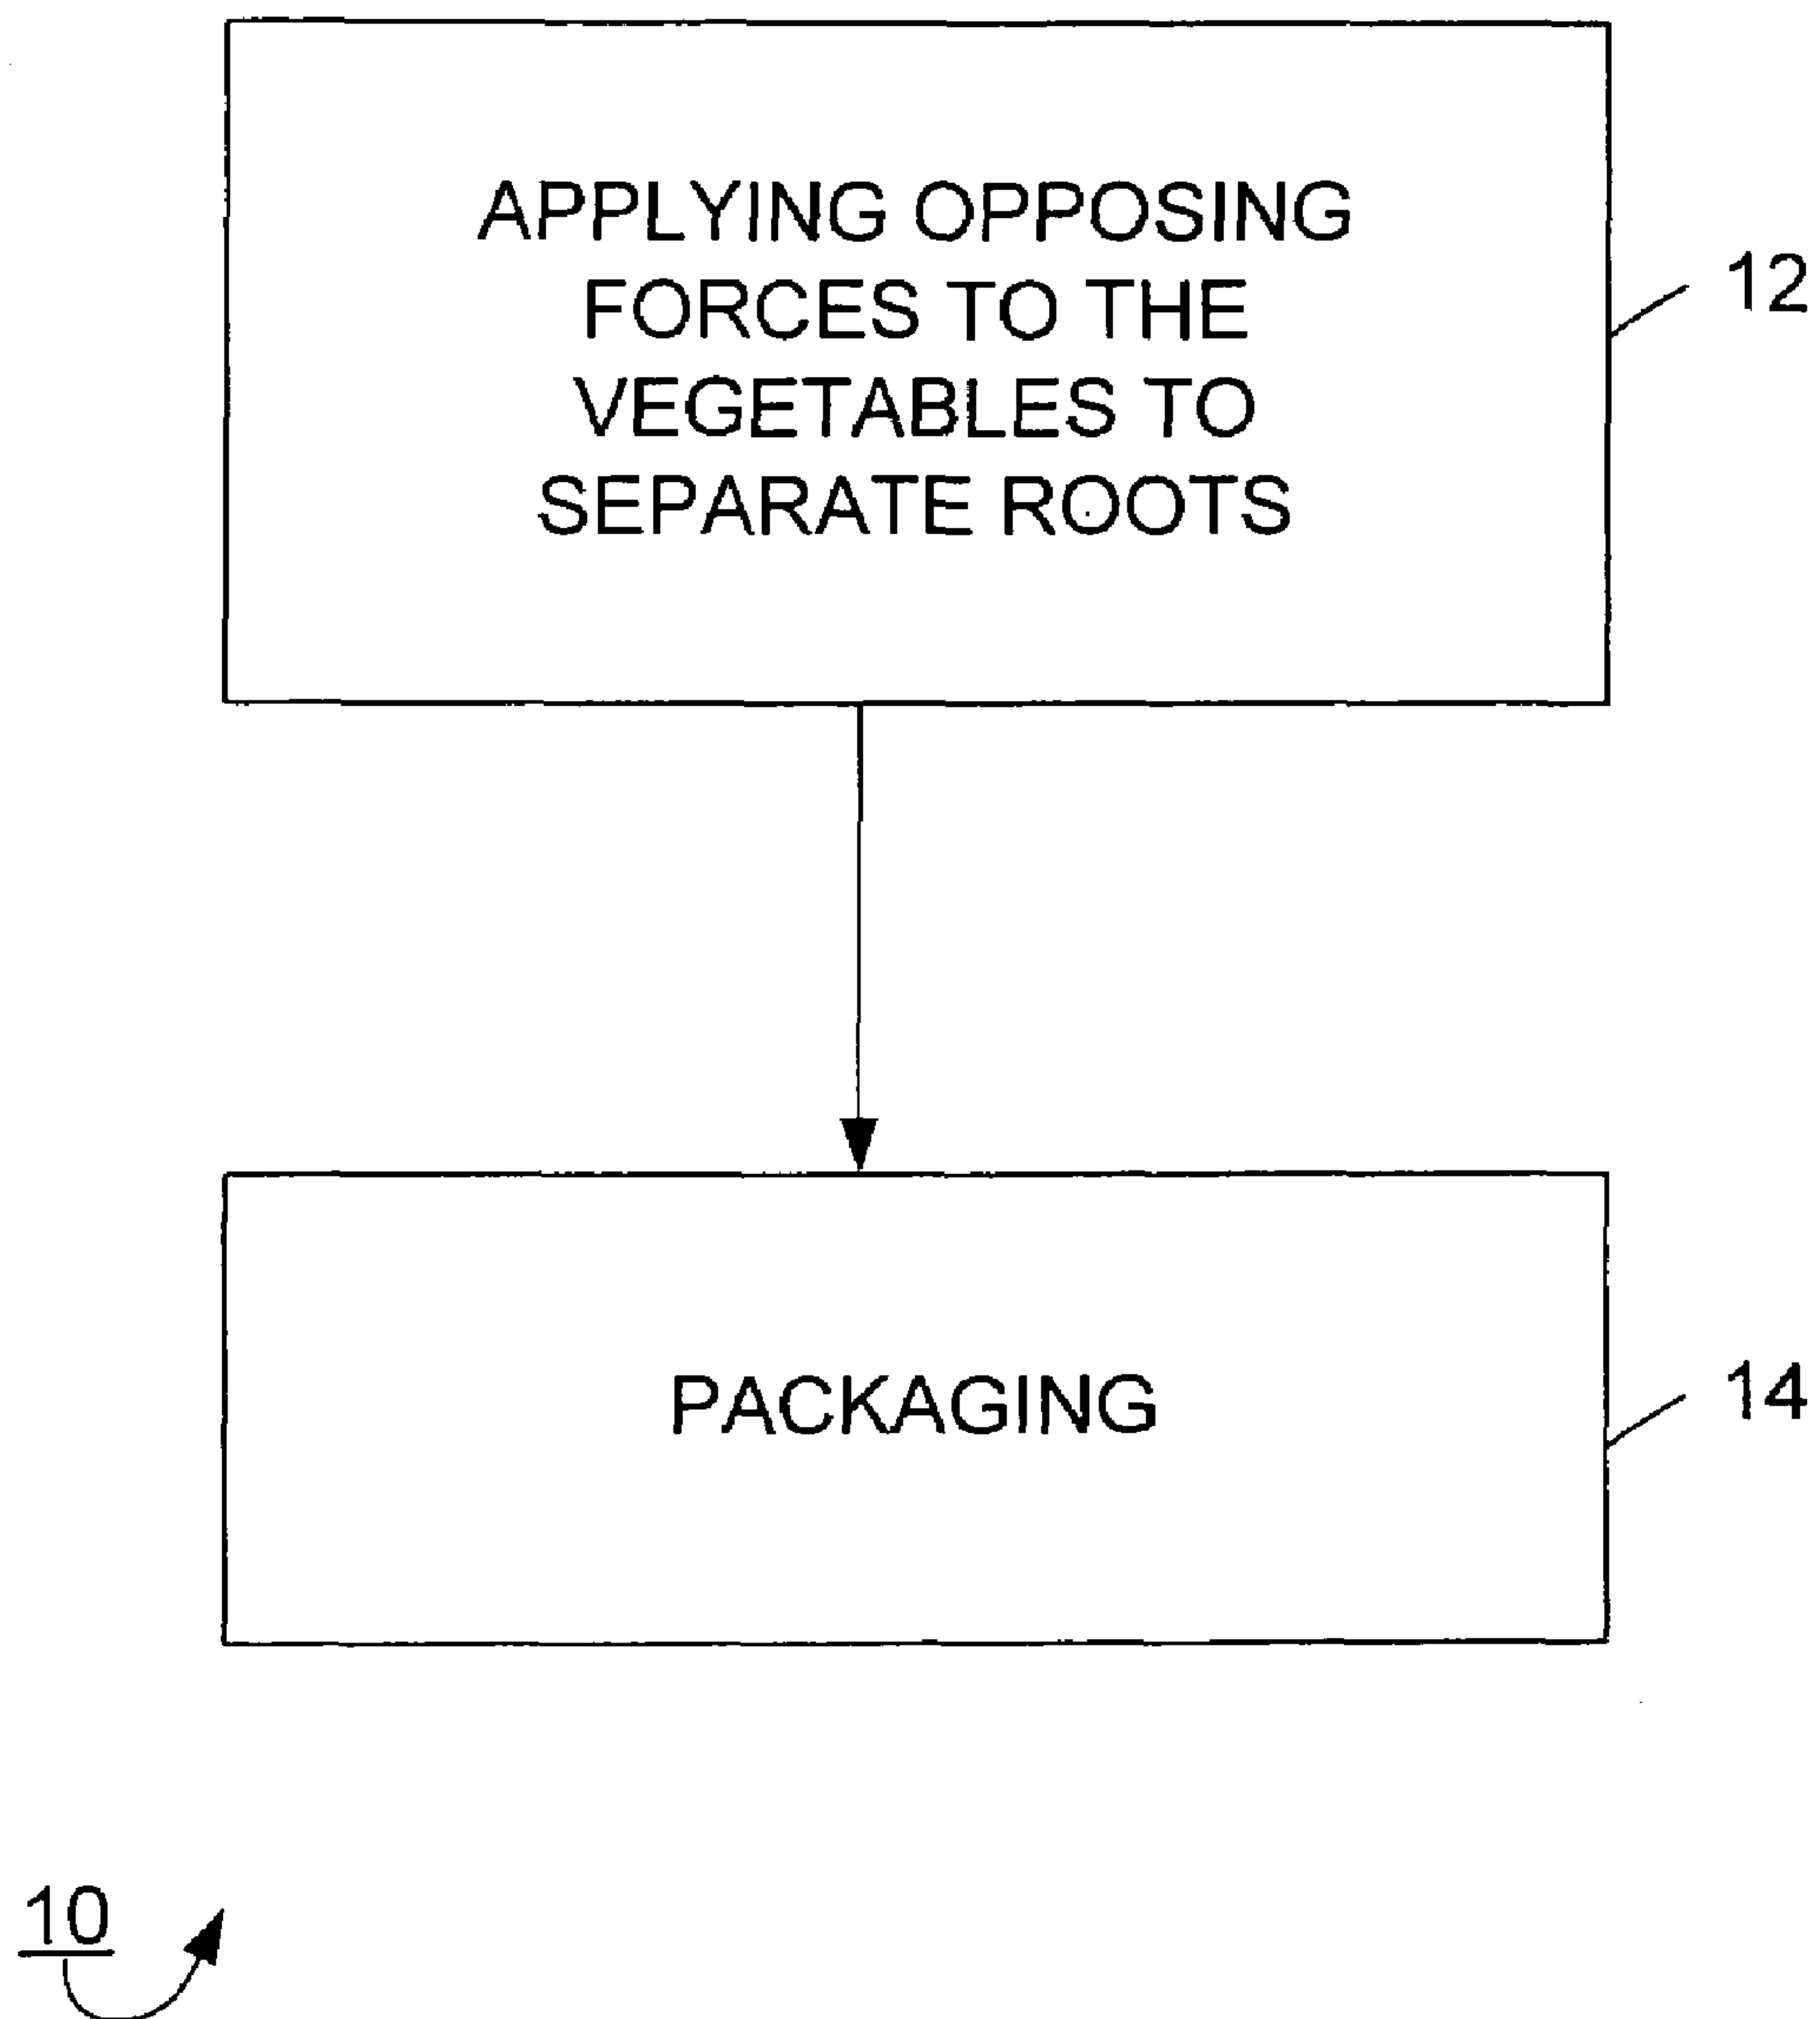 APPLYING OPPOSING
FORCES TO THE
VEGETABLES TO
SEPARATE ROOTS
12
PACKAGING
14
10